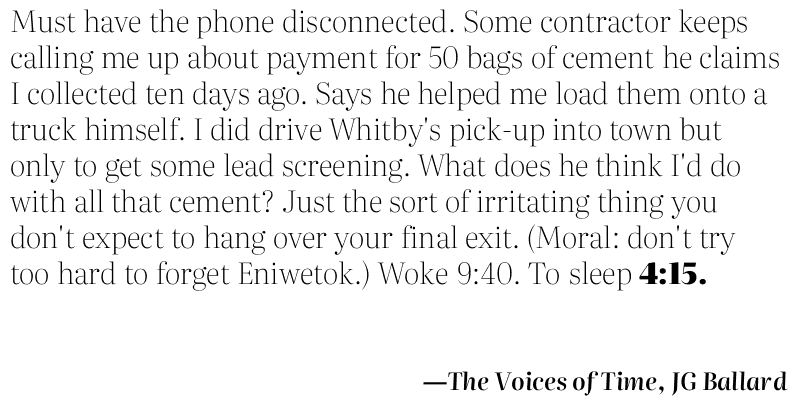 Must have the phone disconnected. Some contractor keeps
calling me up about payment for 50 bags of cement he claims
I collected ten days ago. Says he helped me load them onto a
truck himself. I did drive Whitby's pick-up into town but
only to get some lead screening. What does he think I'd do
with all that cement? Just the sort of irritating thing you
don't expect to hang over your final exit. (Moral: don't try
too hard to forget Eniwetok.) Woke 9:40. To sleep 4:15.
—The Voices of Time, JG Ballard